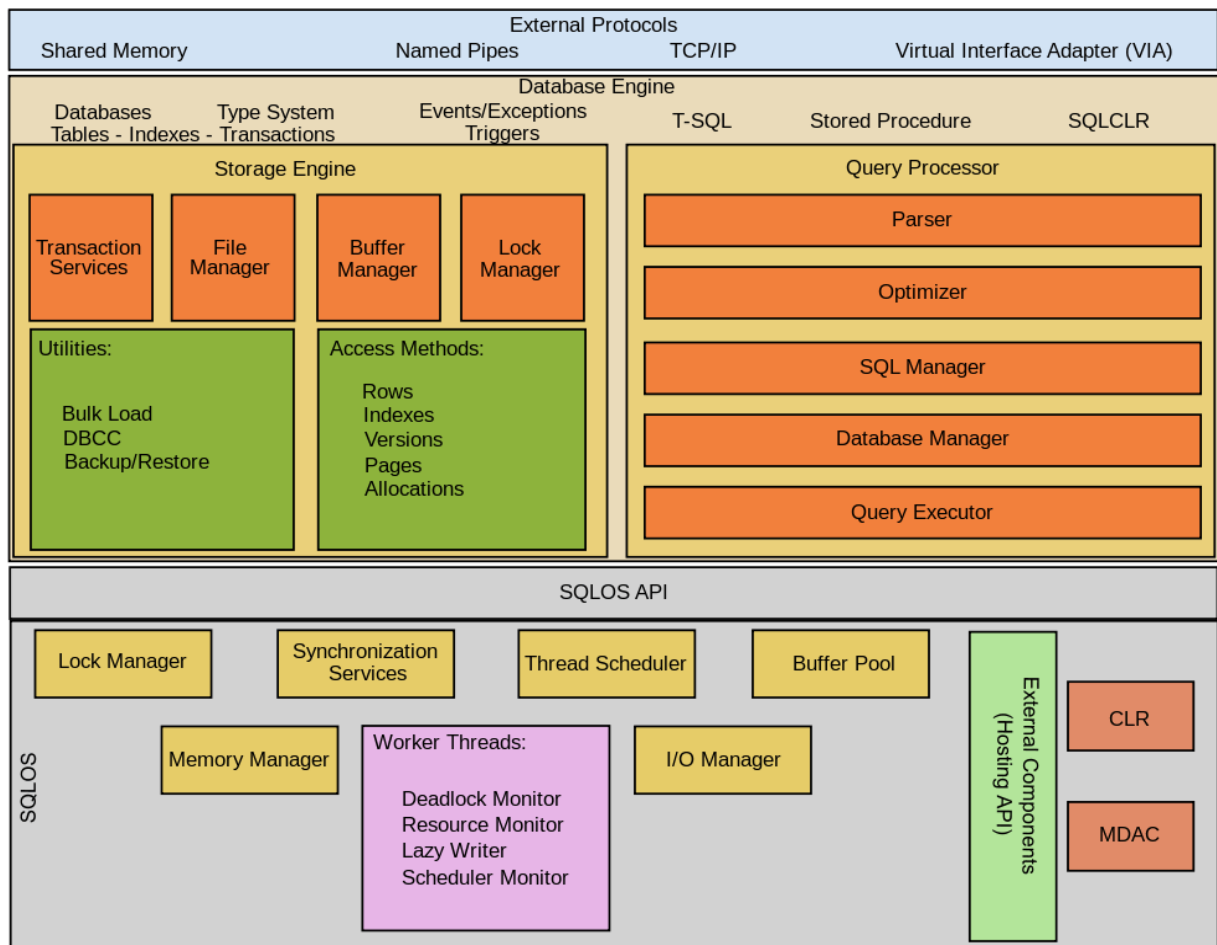 External Protocols
Shared Memory
Named Pipes
TCP/IP
Virtual Interface Adapter (VIA)
Database Engine
Databases
Type System
Tables - Indexes - Transactions
Events/Exceptions
Triggers
T-SQL
Stored Procedure
SQLCLR
Storage Engine
Transaction
Services
File
Manager
Buffer
Manager
Lock
Manager
Utilities:
Bulk Load
DBCC
Backup/Restore
Access Methods:
Rows
Indexes
Versions
Pages
Allocations
Query Processor
Parser
Optimizer
SQL Manager
Database Manager
Query Executor
SQLOS API
SQLOS
Lock Manager
Synchronization
Services
Thread Scheduler
Buffer Pool
Memory Manager
Worker Threads:
Deadlock Monitor
Resource Monitor
Lazy Writer
Scheduler Monitor
I/O Manager
External Components
(Hosting API)
CLR
MDAC